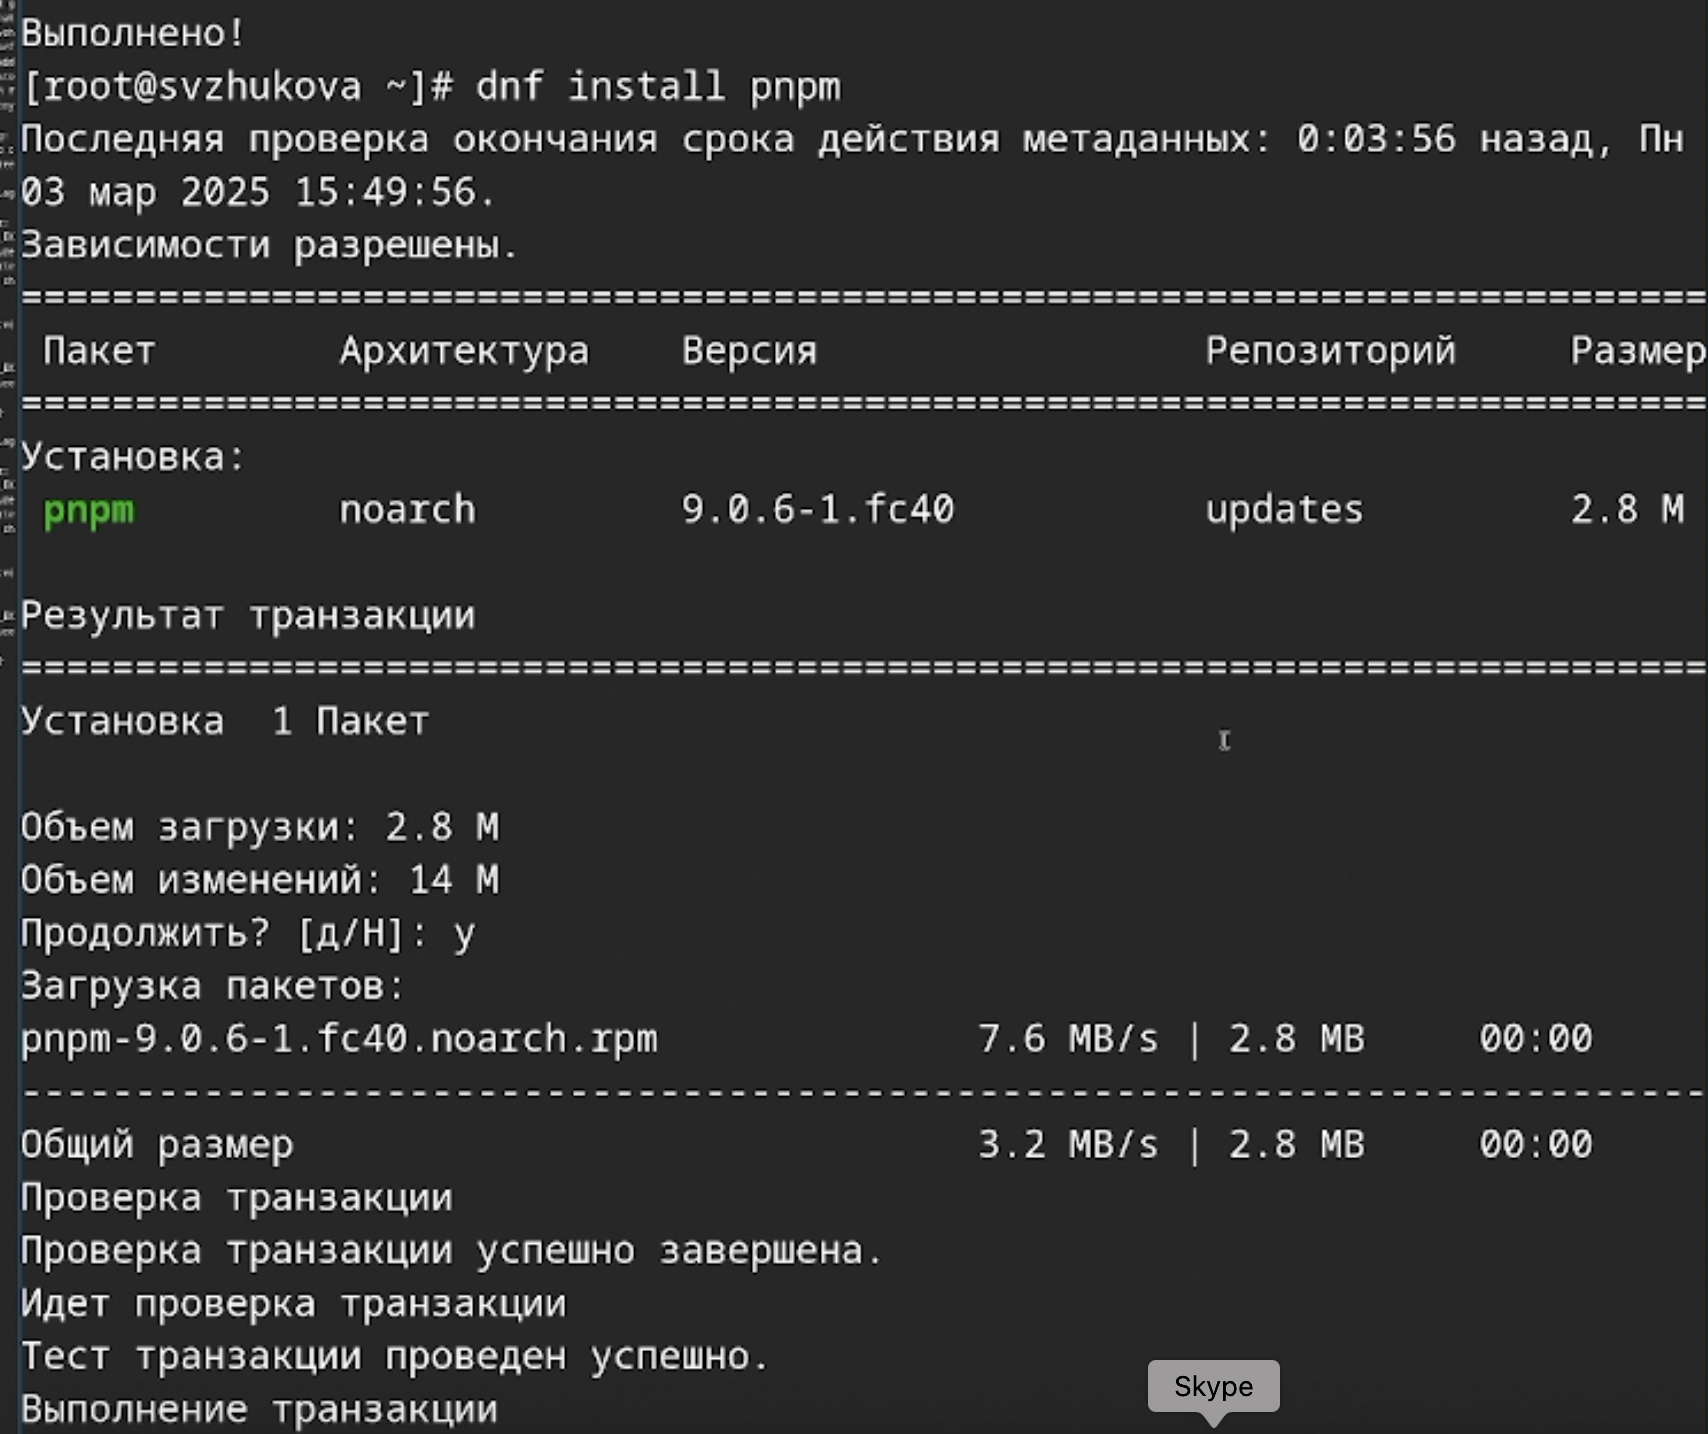 Выполнено!
[root@svzhukova ~]# dnf install pnpm
Последняя проверка окончания срока действия метаданных: 0:03:56 назад, Пн
03 мар 2025 15:49:56.
Зависимости разрешены.
================================================================================
Пакет Архитектура Версия Репозиторий Размер
================================================================================
Установка:
pnpm noarch 9.0.6-1.fc40 updates 2.8 M
Результат транзакции
================================================================================
Установка 1 Пакет
Объем загрузки: 2.8 M
Объем изменений: 14 M
Продолжить? [д/Н]: y
Загрузка пакетов:
pnpm-9.0.6-1.fc40.noarch.rpm 7.6 MB/s | 2.8 MB 00:00
--------------------------------------------------------------------------------
Общий размер 3.2 MB/s | 2.8 MB 00:00
Проверка транзакции
Проверка транзакции успешно завершена.
Идет проверка транзакции
Тест транзакции проведен успешно.
Выполнение транзакции
Skype